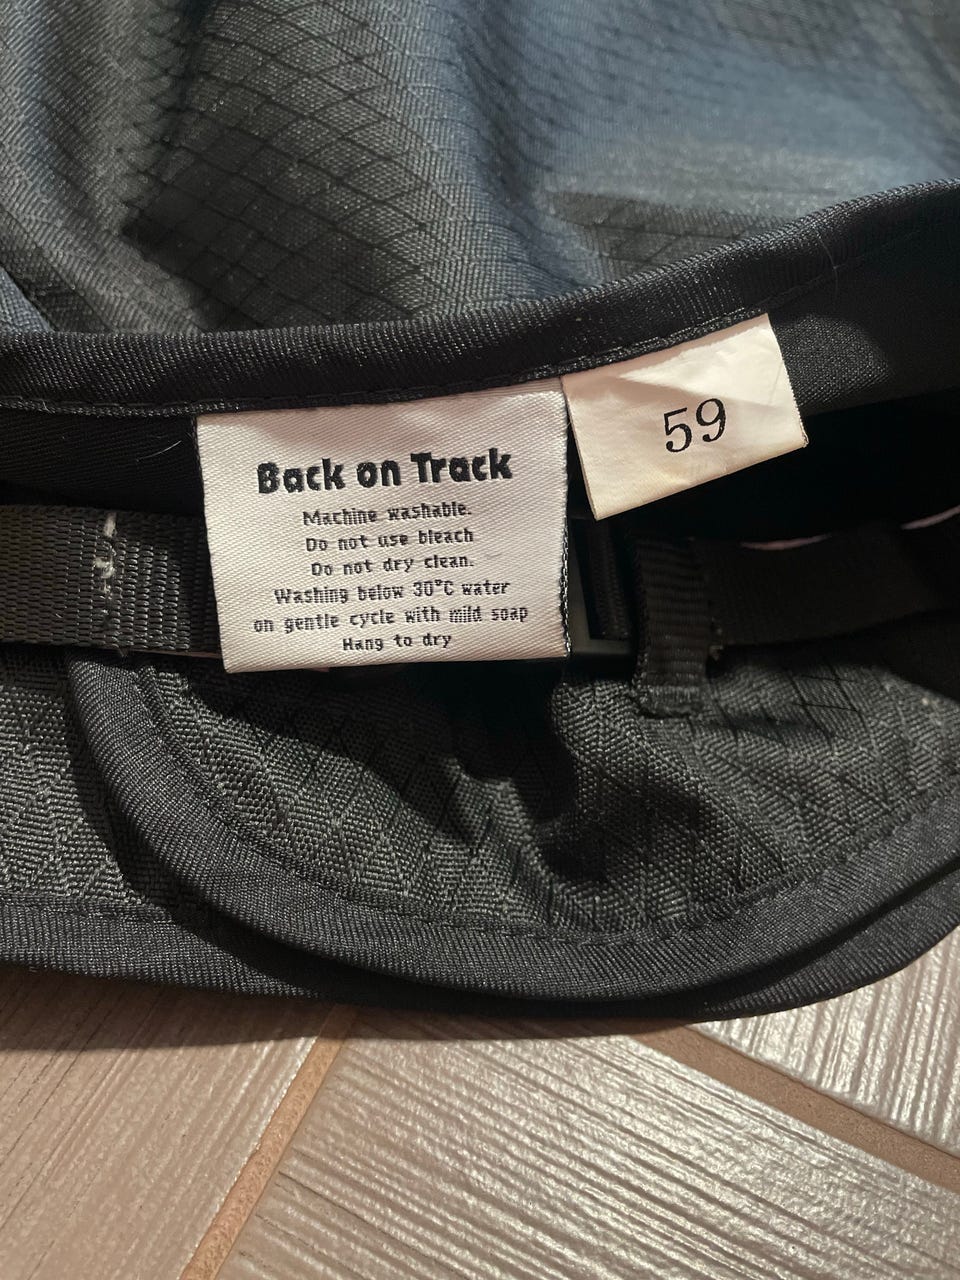 Back on Track
Machine washable.
Do not use bleach
Do not dry clean.
Washing below 30°C water
on gentle cycle with mild soap
Hang to dry
59